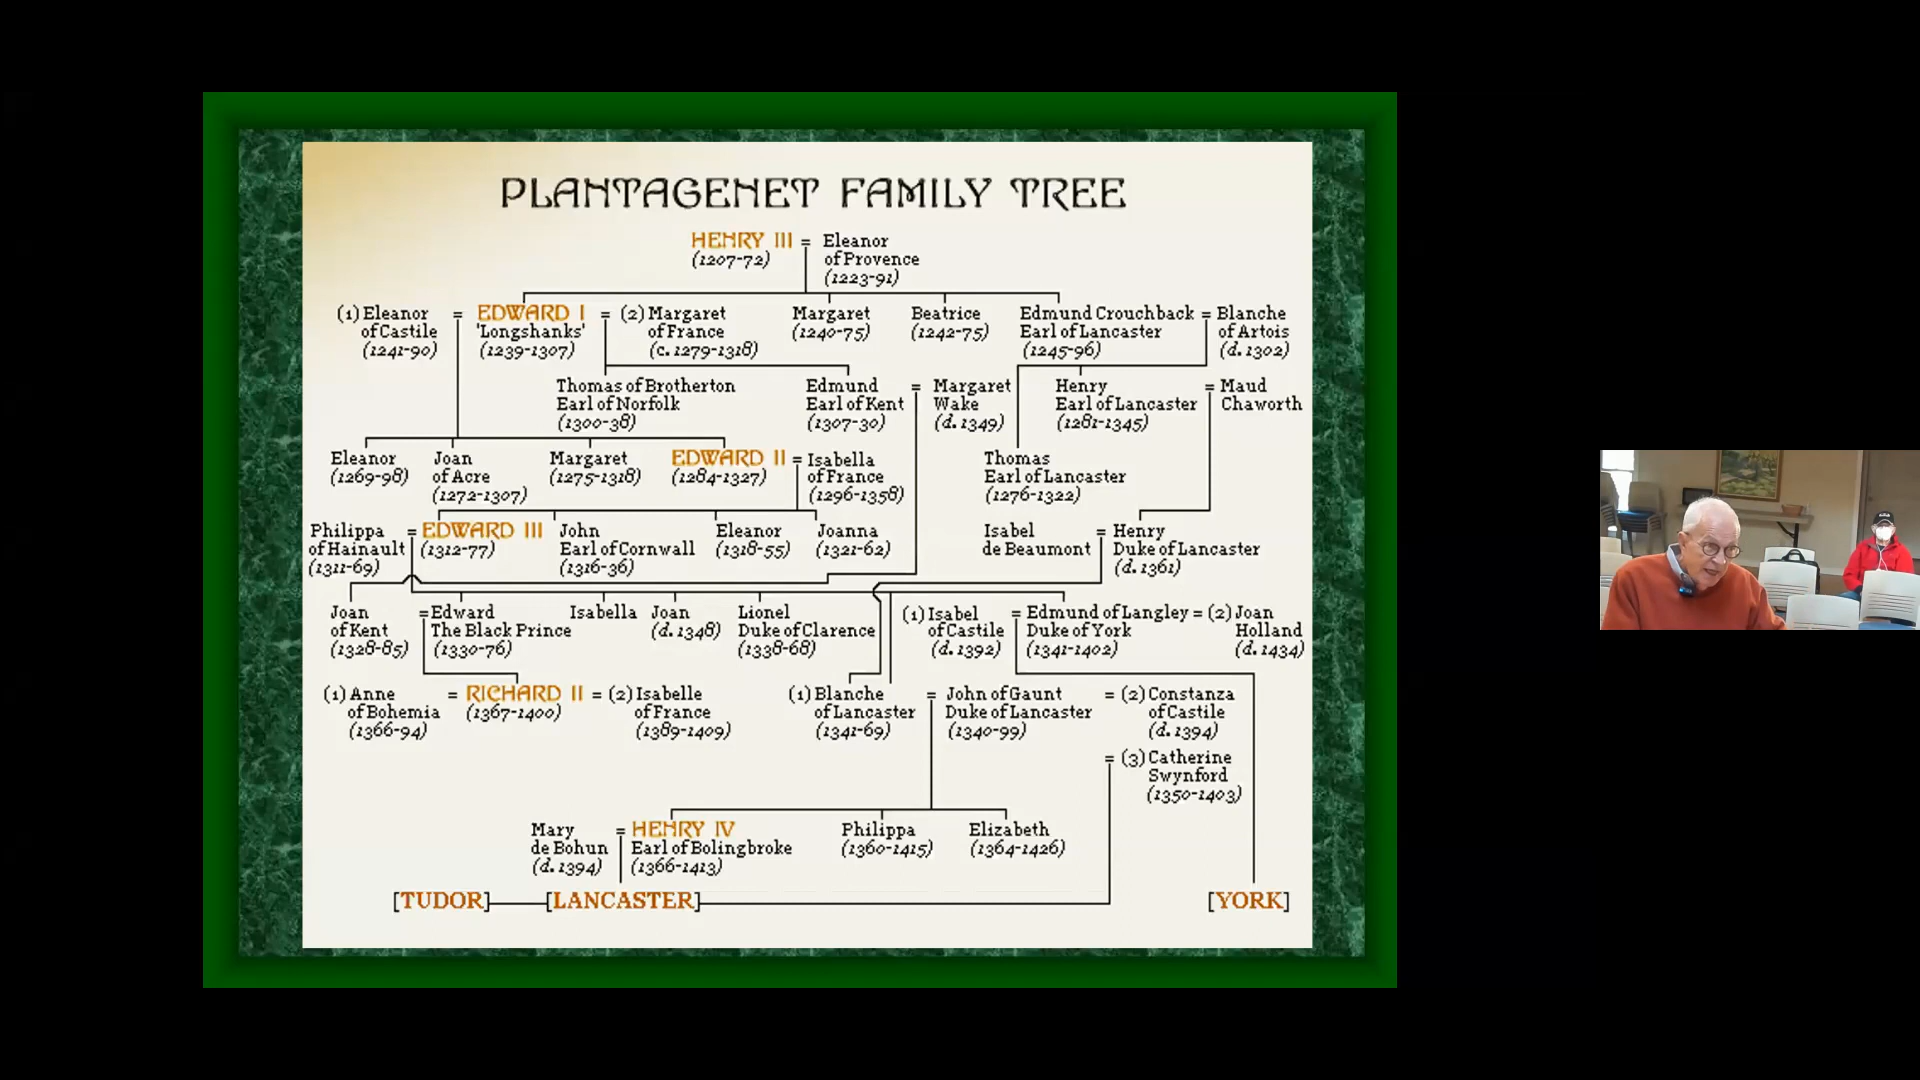 PLANTAGENET FAMILY TREE
HENRY III = Eleanor
(1207-72) of Provence
(1223-91)
(1) Eleanor = EDWARD I = (2) Margaret Margaret Beatrice Edmund Crouchback = Blanche
of Castile 'Longshanks' of France (1240-75) (1242-75) Earl of Lancaster of Artois
(1241-90) (1239-1307) (c. 1279-1318) (1245-96) (d. 1302)
Thomas of Brotherton Edmund = Margaret Henry = Maud
Earl of Norfolk Earl of Kent Wake Earl of Lancaster Chaworth
(1300-38) (1307-30) (d. 1349) (1281-1345)
Eleanor Joan Margaret EDWARD II = Isabella Thomas
(1269-98) of Acre (1275-1318) (1284-1327) of France Earl of Lancaster
(1272-1307) (1296-1358) (1276-1322)
Philippa = EDWARD III John Eleanor Joanna Isabel = Henry
of Hainault (1312-77) Earl of Cornwall (1318-55) (1321-62) de Beaumont Duke of Lancaster
(1311-69) (1316-36) (d. 1361)
Joan =Edward Isabella Joan Lionel (1) Isabel = Edmund of Langley = (2) Joan
of Kent The Black Prince (d. 1348) Duke of Clarence of Castile Duke of York Holland
(1328-85) (1330-76) (1338-68) (d. 1392) (1341-1402) (d. 1434)
(1) Anne = RICHARD II = (2) Isabelle (1) Blanche = John of Gaunt = (2) Constanza
of Bohemia (1367-1400) of France of Lancaster Duke of Lancaster of Castile
(1366-94) (1389-1409) (1341-69) (1340-99) (d. 1394)
= (3) Catherine
Swynford
(1350-1403)
Mary = HENRY IV Philippa Elizabeth
de Bohun Earl of Bolingbroke (1360-1415) (1364-1426)
(d. 1394) (1366-1413)
[TUDOR] [LANCASTER] [YORK]